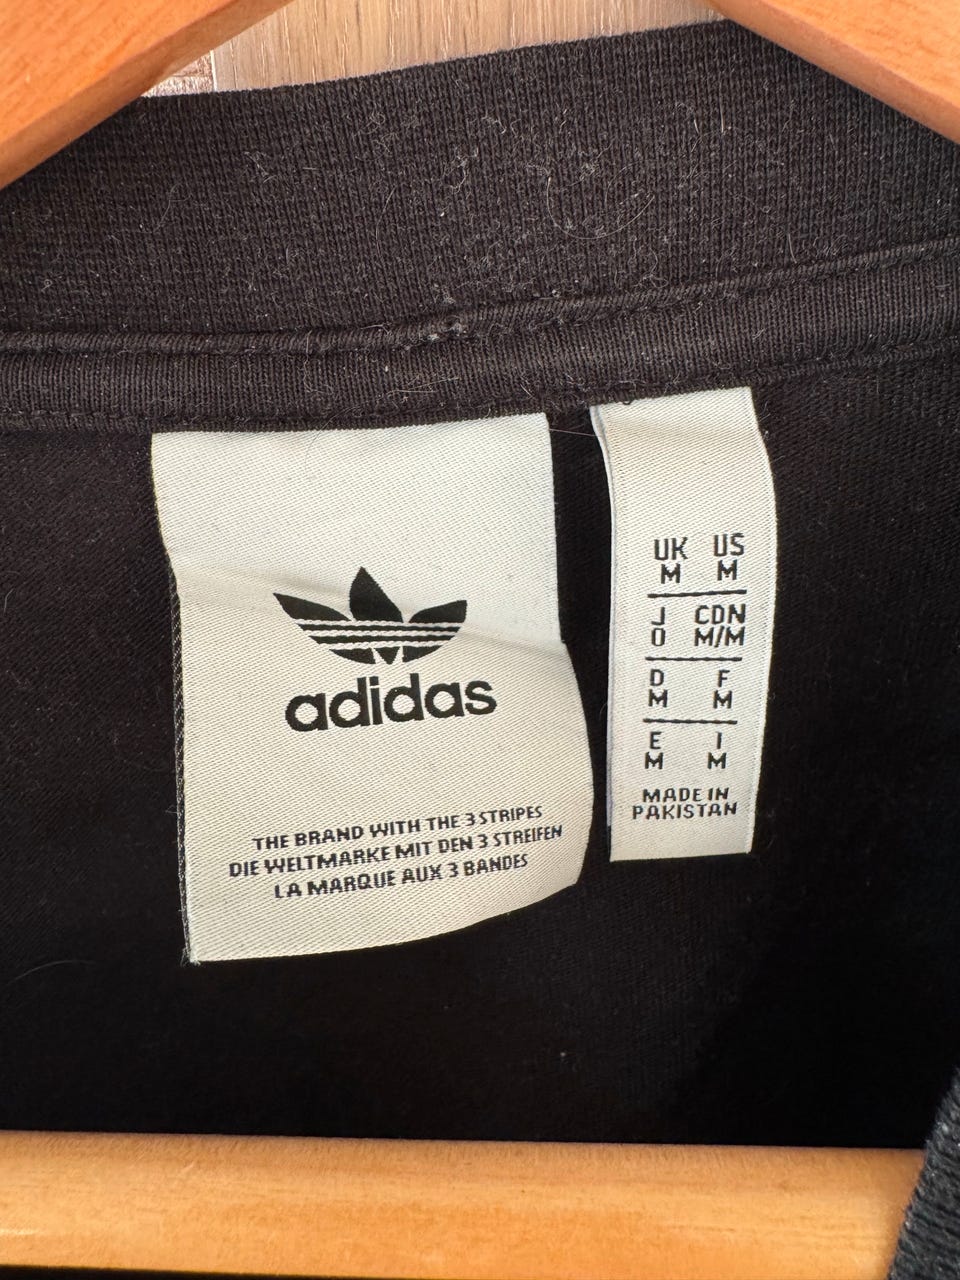 adidas
THE BRAND WITH THE 3 STRIPES
DIE WELTMARKE MIT DEN 3 STREIFEN
LA MARQUE AUX 3 BANDES
UK US
M M
J CDN
O M/M
D F
M M
E I
M M
MADE IN
PAKISTAN